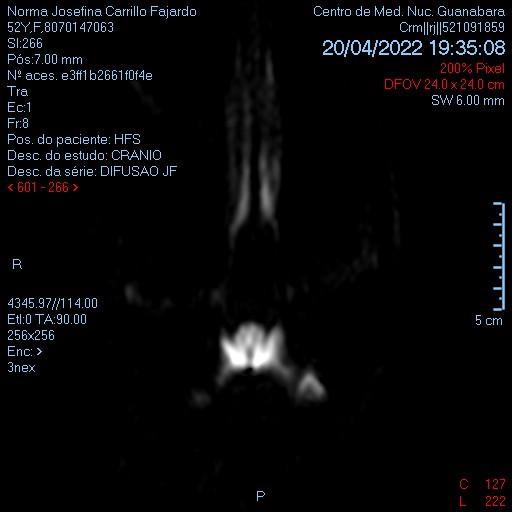 Norma Josefina Carrillo Fajardo
52Y,F,8070147063
Sl:266
Pós:7.00 mm
Nº aces. e3ff1b2661f0f4e
Tra
Ec:1
Fr:8
Pos. do paciente: HFS
Desc. do estudo: CRANIO
Desc. da série: DIFUSAO JF
< 601 - 266 >
Centro de Med. Nuc. Guanabara
Crm||rj||521091859
20/04/2022 19:35:08
200% Pixel
DFOV 24.0 x 24.0 cm
SW 6.00 mm
R
4345.97//114.00
Etl:0 TA:90.00
256x256
Enc: >
3nex
5 cm
P
C 127
L 222